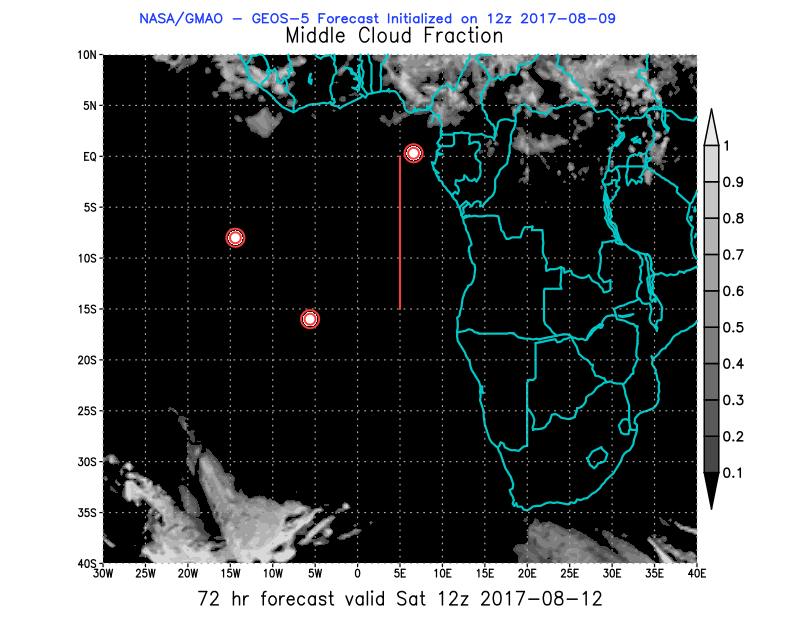 NASA/GMAO – GEOS-5 Forecast Initialized on 12z 2017-08-09
Middle Cloud Fraction
10N
5N
EQ
5S
10S
15S
20S
25S
30S
35S
40S
30W 25W 20W 15W 10W 5W 0 5E 10E 15E 20E 25E 30E 35E 40E
1
0.9
0.8
0.7
0.6
0.5
0.4
0.3
0.2
0.1
72 hr forecast valid Sat 12z 2017-08-12